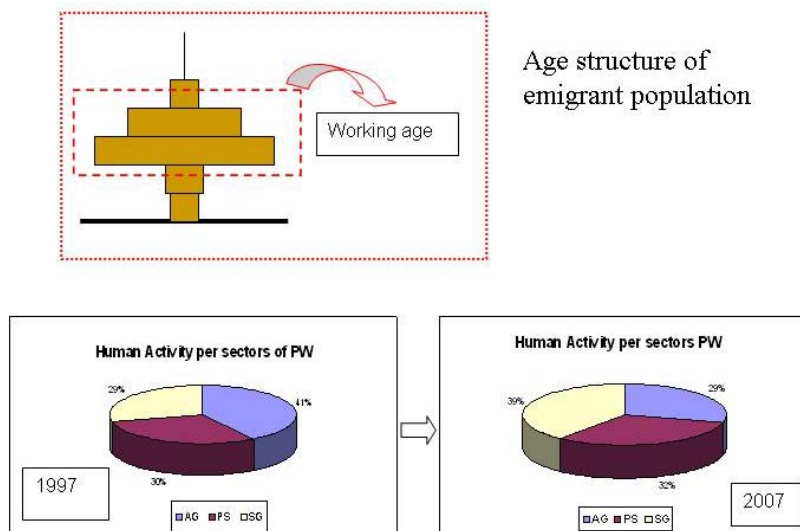 Age structure of
emigrant population
Working age
Human Activity per sectors of PW
29%
41%
30%
1997
AG PS SG
Human Activity per sectors PW
39%
29%
32%
2007
AG PS SG